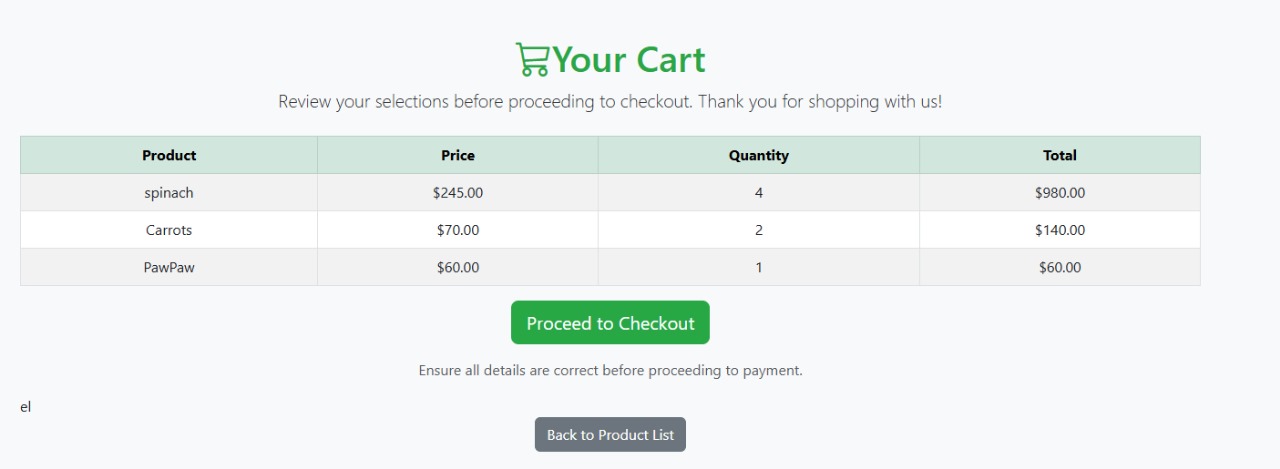 Your Cart
Review your selections before proceeding to checkout. Thank you for shopping with us!
Product Price Quantity Total
spinach $245.00 4 $980.00
Carrots $70.00 2 $140.00
PawPaw $60.00 1 $60.00
Proceed to Checkout
Ensure all details are correct before proceeding to payment.
el
Back to Product List